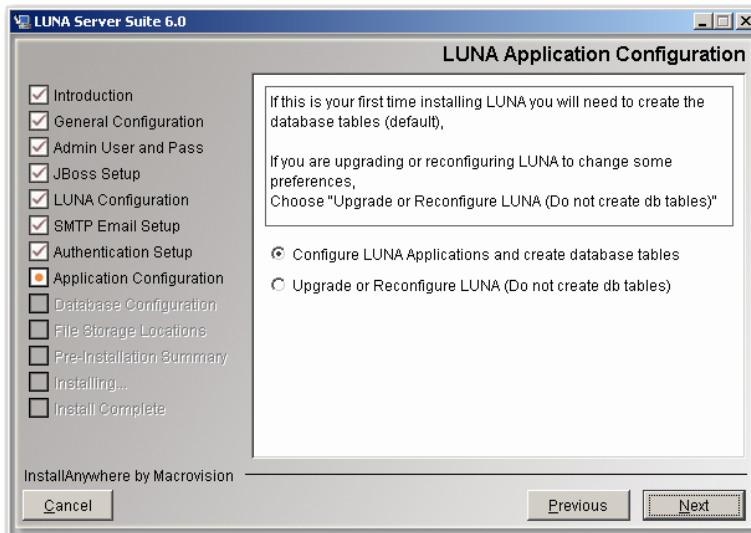 LUNA Server Suite 6.0
LUNA Application Configuration
Introduction
General Configuration
Admin User and Pass
JBoss Setup
LUNA Configuration
SMTP Email Setup
Authentication Setup
Application Configuration
Database Configuration
File Storage Locations
Pre-Installation Summary
Installing...
Install Complete
If this is your first time installing LUNA you will need to create the
database tables (default),
If you are upgrading or reconfiguring LUNA to change some
preferences,
Choose "Upgrade or Reconfigure LUNA (Do not create db tables)"
Configure LUNA Applications and create database tables
Upgrade or Reconfigure LUNA (Do not create db tables)
InstallAnywhere by Macrovision
Cancel
Previous
Next